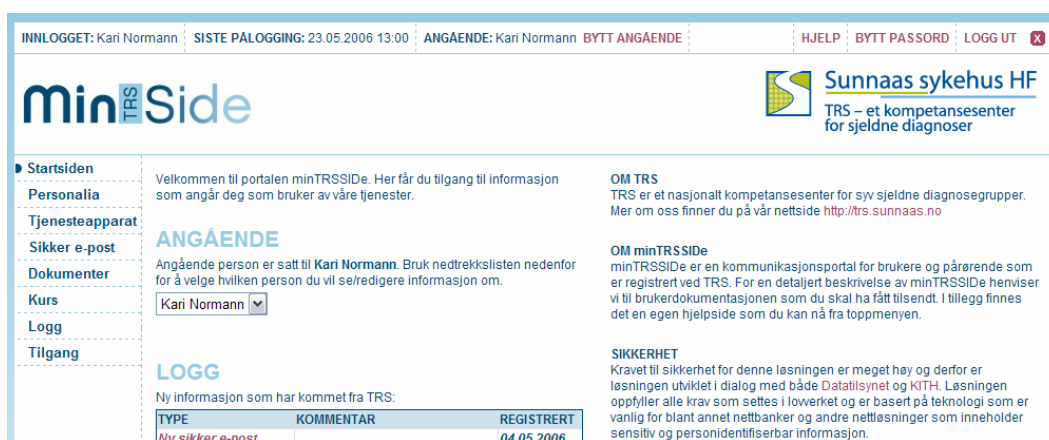 INNLOGGET: Kari Normann SISTE PÅLOGGING: 23.05.2006 13:00 ANGÅENDE: Kari Normann BYTT ANGÅENDE HJELP BYTT PASSORD LOGG UT X
Min TRS Side
Sunnaas sykehus HF
TRS – et kompetansesenter
for sjeldne diagnoser
Startsiden
Personalia
Tjenesteapparat
Sikker e-post
Dokumenter
Kurs
Logg
Tilgang
Velkommen til portalen minTRSSIDe. Her får du tilgang til informasjon
som angår deg som bruker av våre tjenester.
ANGÅENDE
Angående person er satt til Kari Normann. Bruk nedtrekkslisten nedenfor
for å velge hvilken person du vil se/redigere informasjon om.
Kari Normann
LOGG
Ny informasjon som har kommet fra TRS:
TYPE KOMMENTAR REGISTRERT
Ny sikker e-post 04.05.2006
OM TRS
TRS er et nasjonalt kompetansesenter for syv sjeldne diagnosegrupper.
Mer om oss finner du på vår nettside http://trs.sunnaas.no
OM minTRSSIDe
minTRSSIDe er en kommunikasjonsportal for brukere og pårørende som
er registrert ved TRS. For en detaljert beskrivelse av minTRSSIDe henviser
vi til brukerdokumentasjonen som du skal ha fått tilsendt. I tillegg finnes
det en egen hjelpside som du kan nå fra toppmenyen.
SIKKERHET
Kravet til sikkerhet for denne løsningen er meget høy og derfor er
løsningen utviklet i dialog med både Datatilsynet og KITH. Løsningen
oppfyller alle krav som settes i lovverket og er basert på teknologi som er
vanlig for blant annet nettbanker og andre nettløsninger som inneholder
sensitiv og personidentifiserbar informasjon.